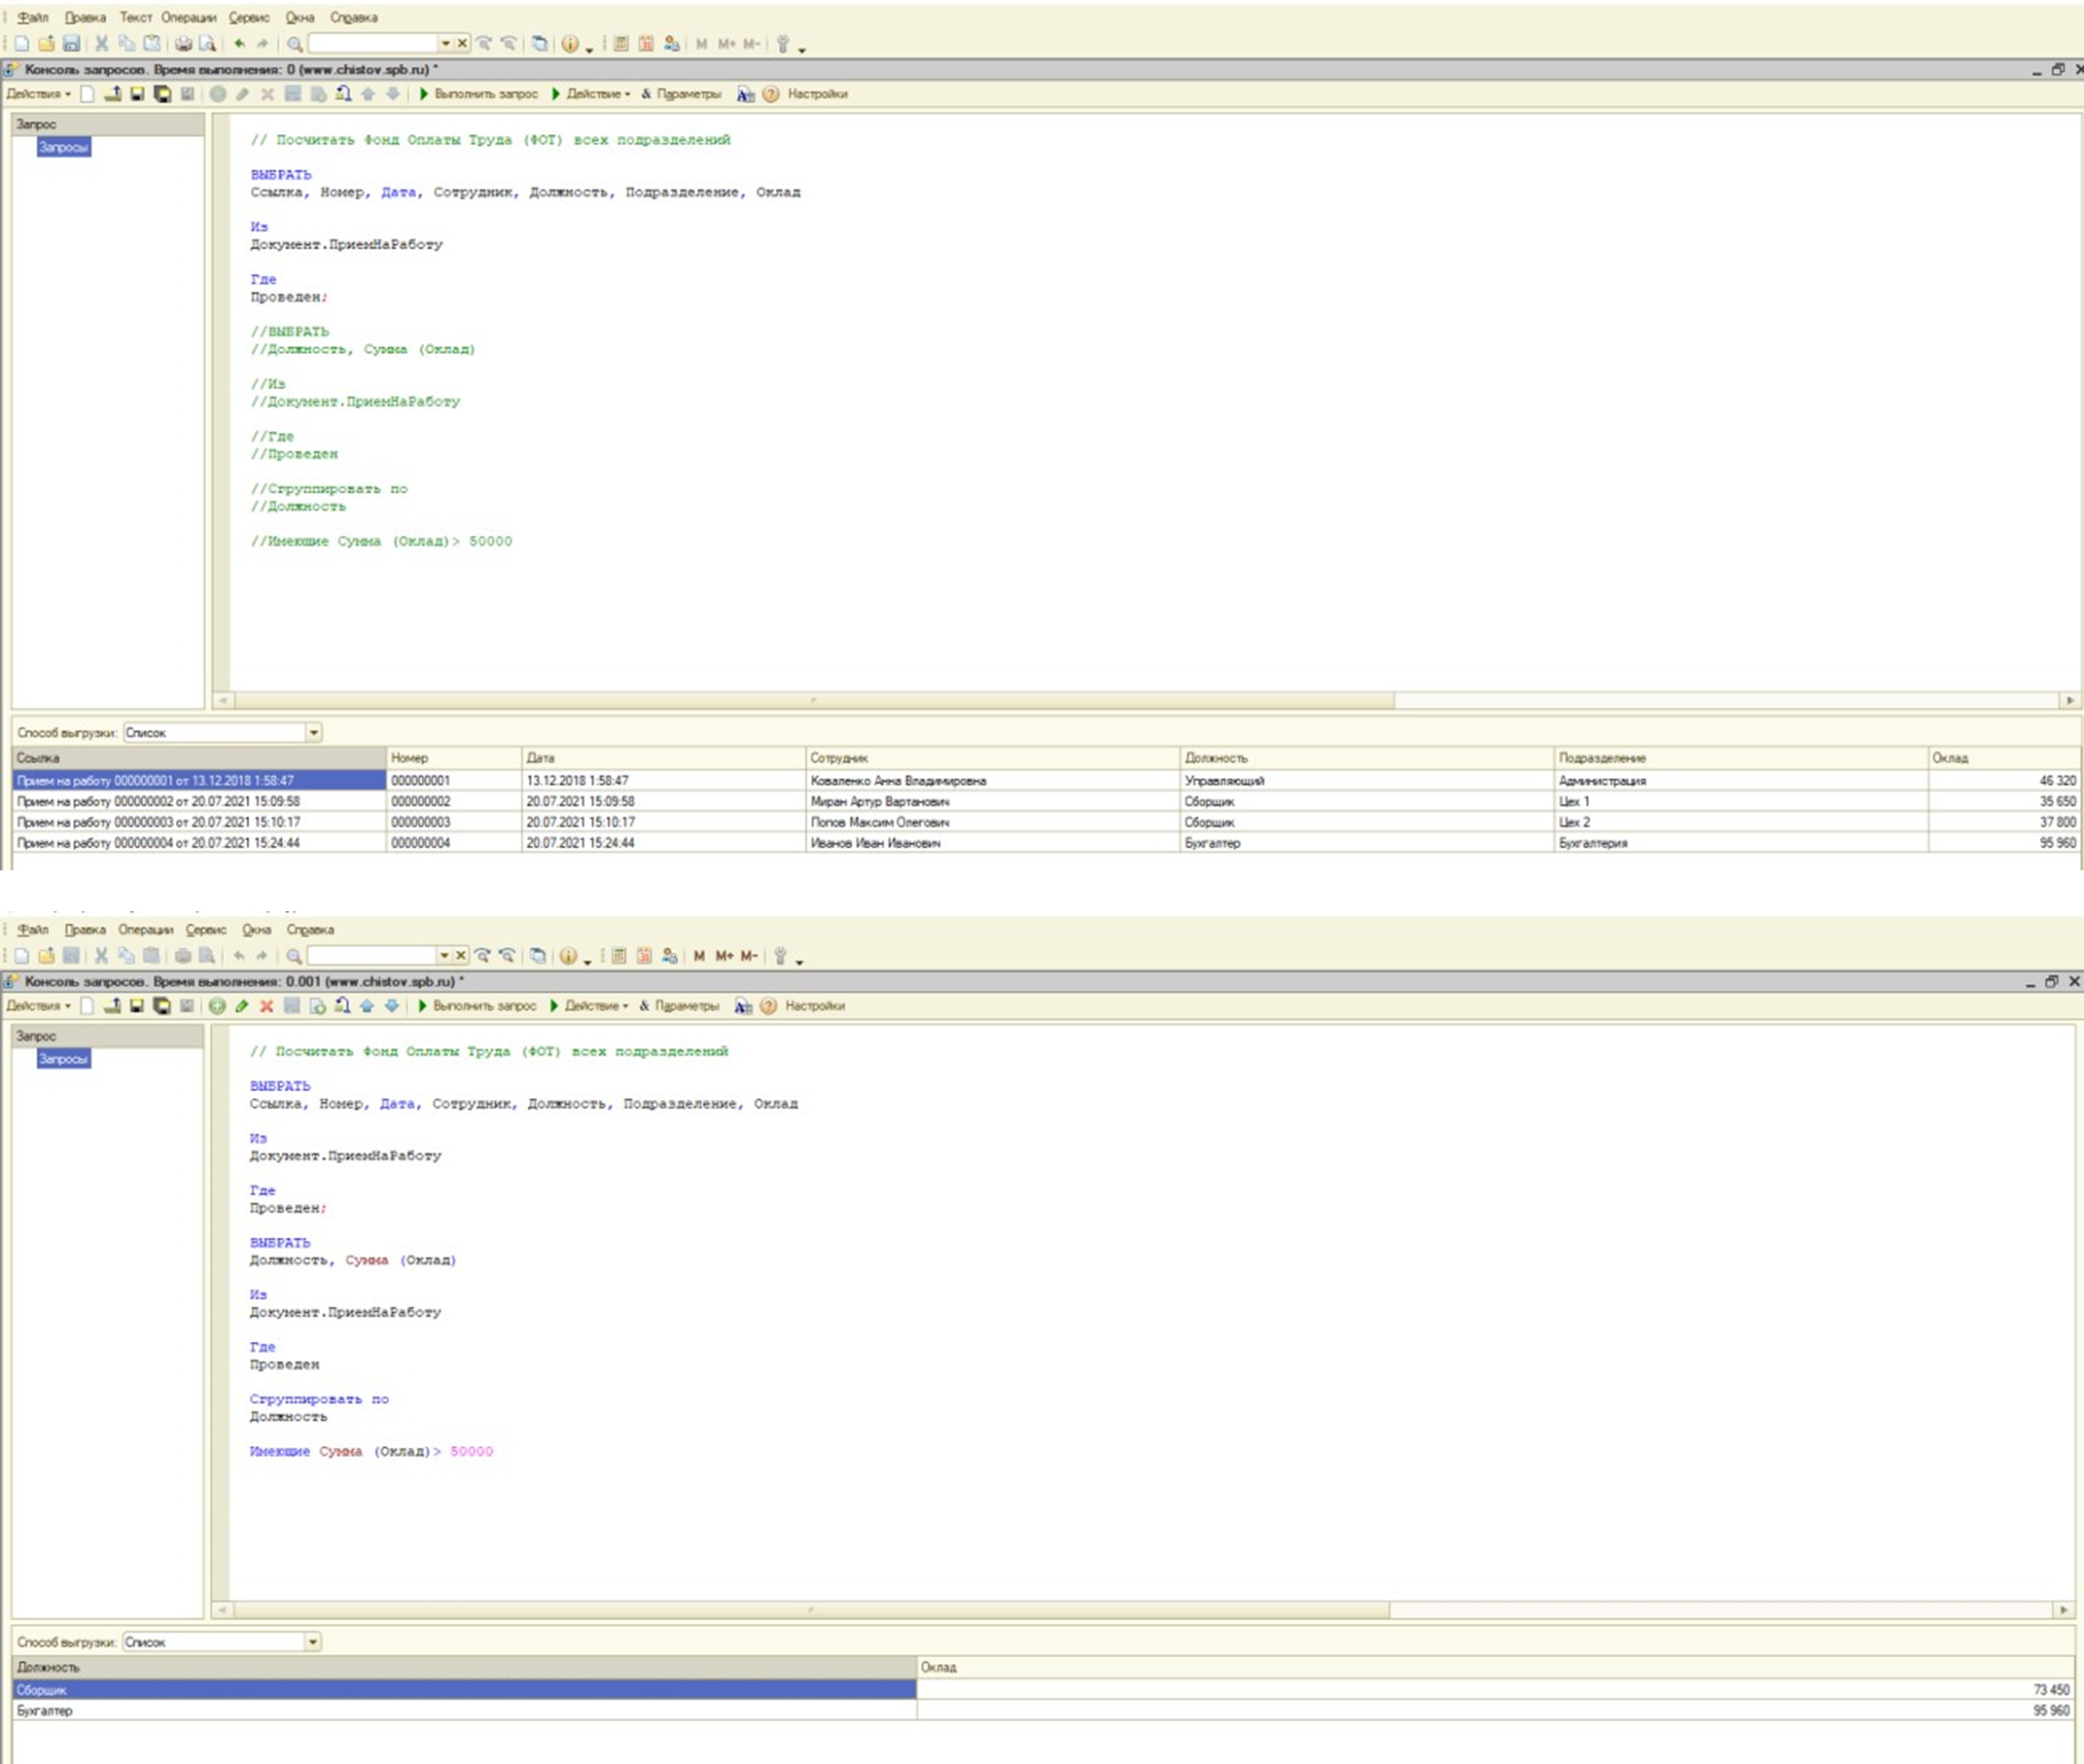 Файл Правка Текст Операции Сервис Окна Справка
M M+ M-
Консоль запросов. Время выполнения: 0 (www.chistov.spb.ru) *
Действия Выполнить запрос Действие & Параметры Настройки
Запрос
Запросы
// Посчитать Фонд Оплаты Труда (ФОТ) всех подразделений
ВЫБРАТЬ
Ссылка, Номер, Дата, Сотрудник, Должность, Подразделение, Оклад
Из
Документ.ПриемНаРаботу
Где
Проведен;
//ВЫБРАТЬ
//Должность, Сумма (Оклад)
//Из
//Документ.ПриемНаРаботу
//Где
//Проведен
//Сгруппировать по
//Должность
//Имеющие Сумма (Оклад)> 50000
Способ выгрузки: Список
Ссылка Номер Дата Сотрудник Должность Подразделение Оклад
Прием на работу 000000001 от 13.12.2018 1:58:47 000000001 13.12.2018 1:58:47 Коваленко Анна Владимировна Управляющий Администрация 46 320
Прием на работу 000000002 от 20.07.2021 15:09:58 000000002 20.07.2021 15:09:58 Миран Артур Вартанович Сборщик Цех 1 35 650
Прием на работу 000000003 от 20.07.2021 15:10:17 000000003 20.07.2021 15:10:17 Попов Максим Олегович Сборщик Цех 2 37 800
Прием на работу 000000004 от 20.07.2021 15:24:44 000000004 20.07.2021 15:24:44 Иванов Иван Иванович Бухгалтер Бухгалтерия 95 960
Файл Правка Операции Сервис Окна Справка
M M+ M-
Консоль запросов. Время выполнения: 0.001 (www.chistov.spb.ru) *
Действия Выполнить запрос Действие & Параметры Настройки
Запрос
Запросы
// Посчитать Фонд Оплаты Труда (ФОТ) всех подразделений
ВЫБРАТЬ
Ссылка, Номер, Дата, Сотрудник, Должность, Подразделение, Оклад
Из
Документ.ПриемНаРаботу
Где
Проведен;
ВЫБРАТЬ
Должность, Сумма (Оклад)
Из
Документ.ПриемНаРаботу
Где
Проведен
Сгруппировать по
Должность
Имеющие Сумма (Оклад)> 50000
Способ выгрузки: Список
Должность Оклад
Сборщик 73 450
Бухгалтер 95 960